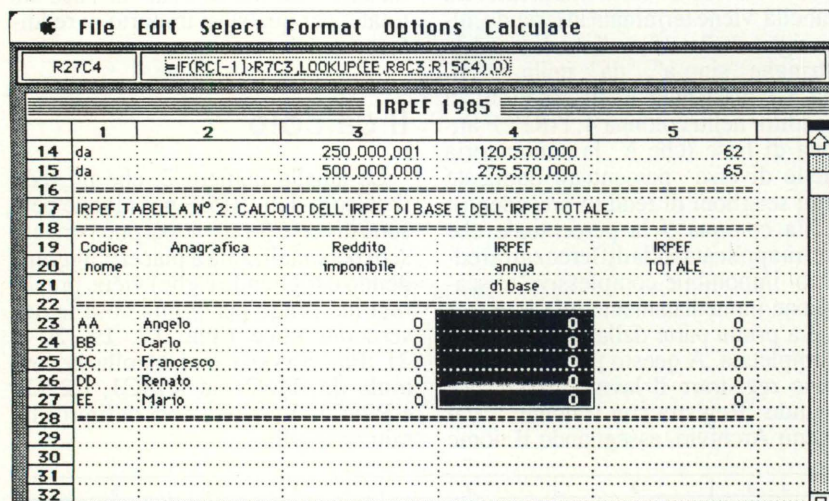 File Edit Select Format Options Calculate
R27C4 =IF(RC[-1]>R7C3,LOOKUP(EE,R8C3:R15C4),0)
IRPEF 1985
1 2 3 4 5
14 da 250,000,001 120,570,000 62
15 da 500,000,000 275,570,000 65
16 ====
17 IRPEF TABELLA N° 2: CALCOLO DELL'IRPEF DI BASE E DELL'IRPEF TOTALE.
18 ====
19 Codice Anagrafica Reddito IRPEF IRPEF
20 nome imponibile annua TOTALE
21 di base
22 ====
23 AA Angelo 0 0 0
24 BB Carlo 0 0 0
25 CC Francesco 0 0 0
26 DD Renato 0 0 0
27 EE Mario 0 0 0
28 ====
29
30
31
32